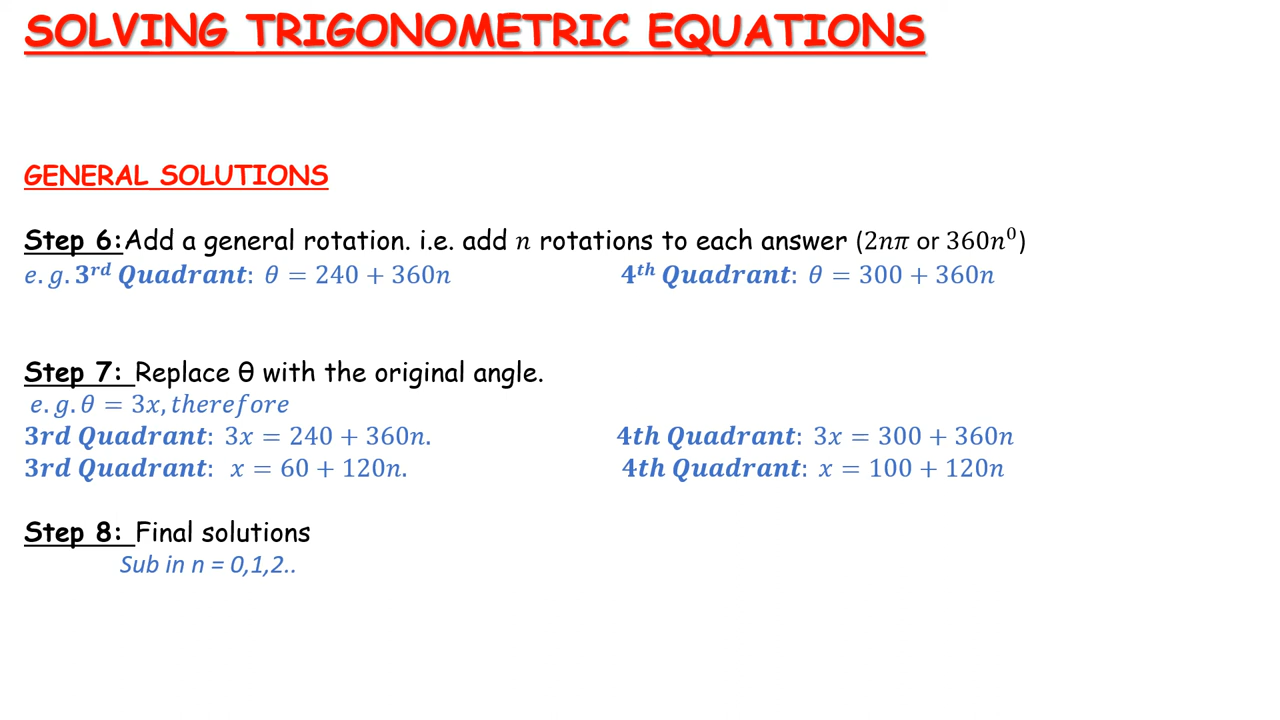 SOLVING TRIGONOMETRIC EQUATIONS
GENERAL SOLUTIONS
Step 6:Add a general rotation. i.e. add n rotations to each answer (2nπ or 360n⁰)
e.g. 3ʳᵈ Quadrant: θ = 240 + 360n 4ᵗʰ Quadrant: θ = 300 + 360n
Step 7: Replace θ with the original angle.
e.g. θ = 3x, therefore
3rd Quadrant: 3x = 240 + 360n. 4th Quadrant: 3x = 300 + 360n
3rd Quadrant: x = 60 + 120n. 4th Quadrant: x = 100 + 120n
Step 8: Final solutions
Sub in n = 0,1,2..